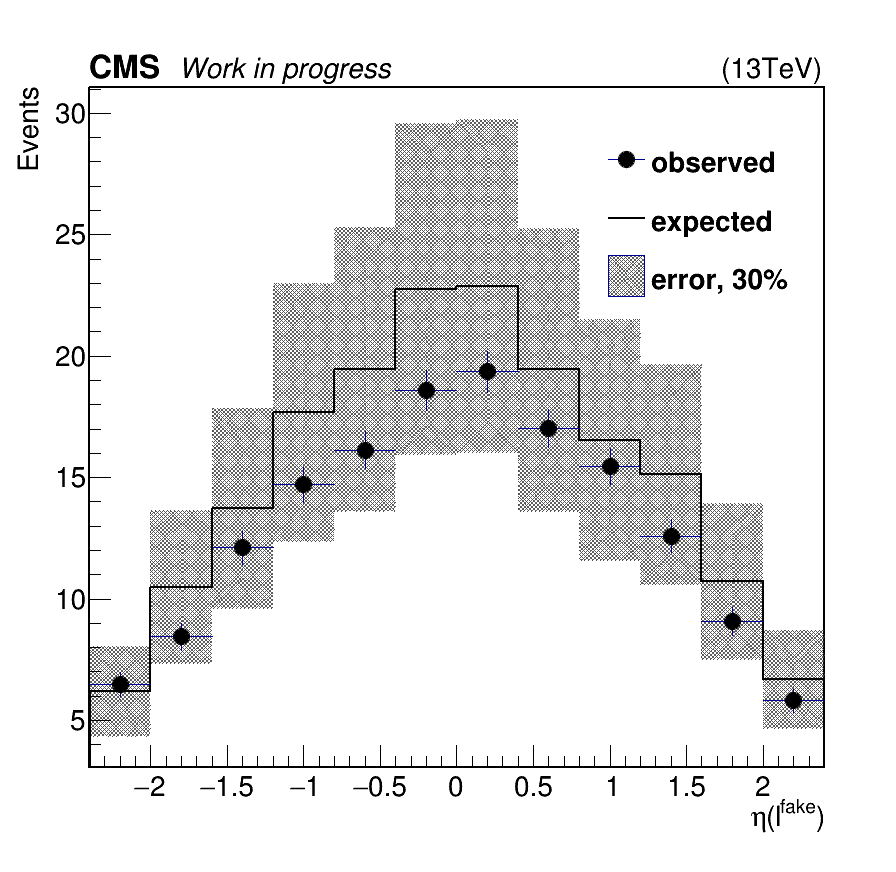 CMS Work in progress (13TeV)
Events
30
25
20
15
10
5
observed
expected
error, 30%
−2 −1.5 −1 −0.5 0 0.5 1 1.5 2
η(l^fake)